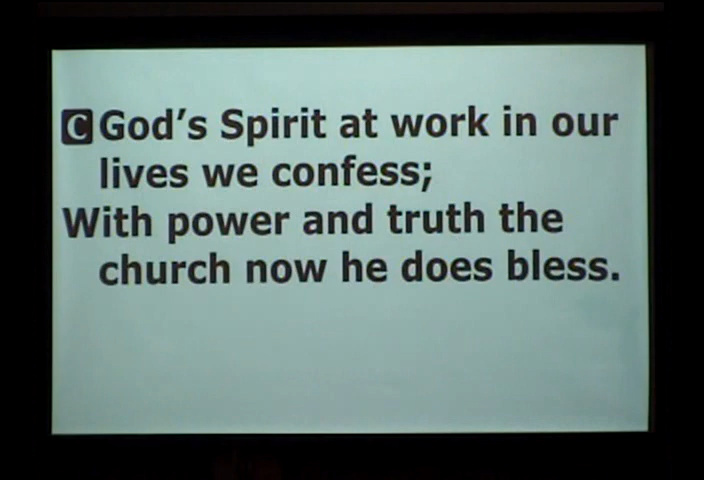 C God's Spirit at work in our
lives we confess;
With power and truth the
church now he does bless.